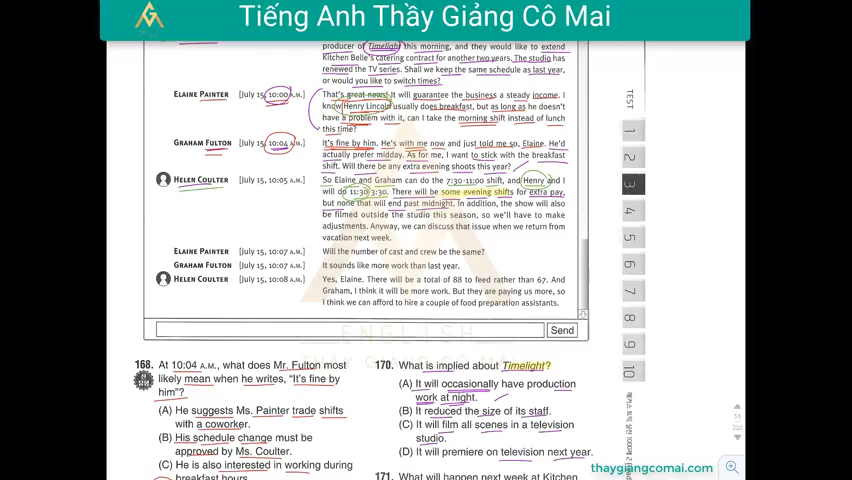 Tiếng Anh Thầy Giảng Cô Mai
producer of Timelight this morning, and they would like to extend
Kitchen Belle's catering contract for another two years. The studio has
renewed the TV series. Shall we keep the same schedule as last year,
or would you like to switch times?
ELAINE PAINTER [July 15, 10:00 A.M.] That's great news! It will guarantee the business a steady income. I
know Henry Lincoln usually does breakfast, but as long as he doesn't
have a problem with it, can I take the morning shift instead of lunch
this time?
GRAHAM FULTON [July 15, 10:04 A.M.] It's fine by him. He's with me now and just told me so, Elaine. He'd
actually prefer midday. As for me, I want to stick with the breakfast
shift. Will there be any extra evening shoots this year?
HELEN COULTER [July 15, 10:05 A.M.] So Elaine and Graham can do the 7:30-11:00 shift, and Henry and I
will do 11:30-3:30. There will be some evening shifts for extra pay,
but none that will end past midnight. In addition, the show will also
be filmed outside the studio this season, so we'll have to make
adjustments. Anyway, we can discuss that issue when we return from
vacation next week.
ELAINE PAINTER [July 15, 10:07 A.M.] Will the number of cast and crew be the same?
GRAHAM FULTON [July 15, 10:07 A.M.] It sounds like more work than last year.
HELEN COULTER [July 15, 10:08 A.M.] Yes, Elaine. There will be a total of 88 to feed rather than 67. And
Graham, I think it will be more work. But they are paying us more, so
I think we can afford to hire a couple of food preparation assistants.
Send
ENGLISH
THẦY GIẢNG CÔ MAI
168. At 10:04 A.M., what does Mr. Fulton most
likely mean when he writes, "It's fine by
him"?
(A) He suggests Ms. Painter trade shifts
with a coworker.
(B) His schedule change must be
approved by Ms. Coulter.
(C) He is also interested in working during
breakfast hours.
170. What is implied about Timelight?
(A) It will occasionally have production
work at night.
(B) It reduced the size of its staff.
(C) It will film all scenes in a television
studio.
(D) It will premiere on television next year.
171. What will happen next week at Kitchen
TEST
1
2
3
4
5
6
7
8
9
10
thaygiangcomai.com